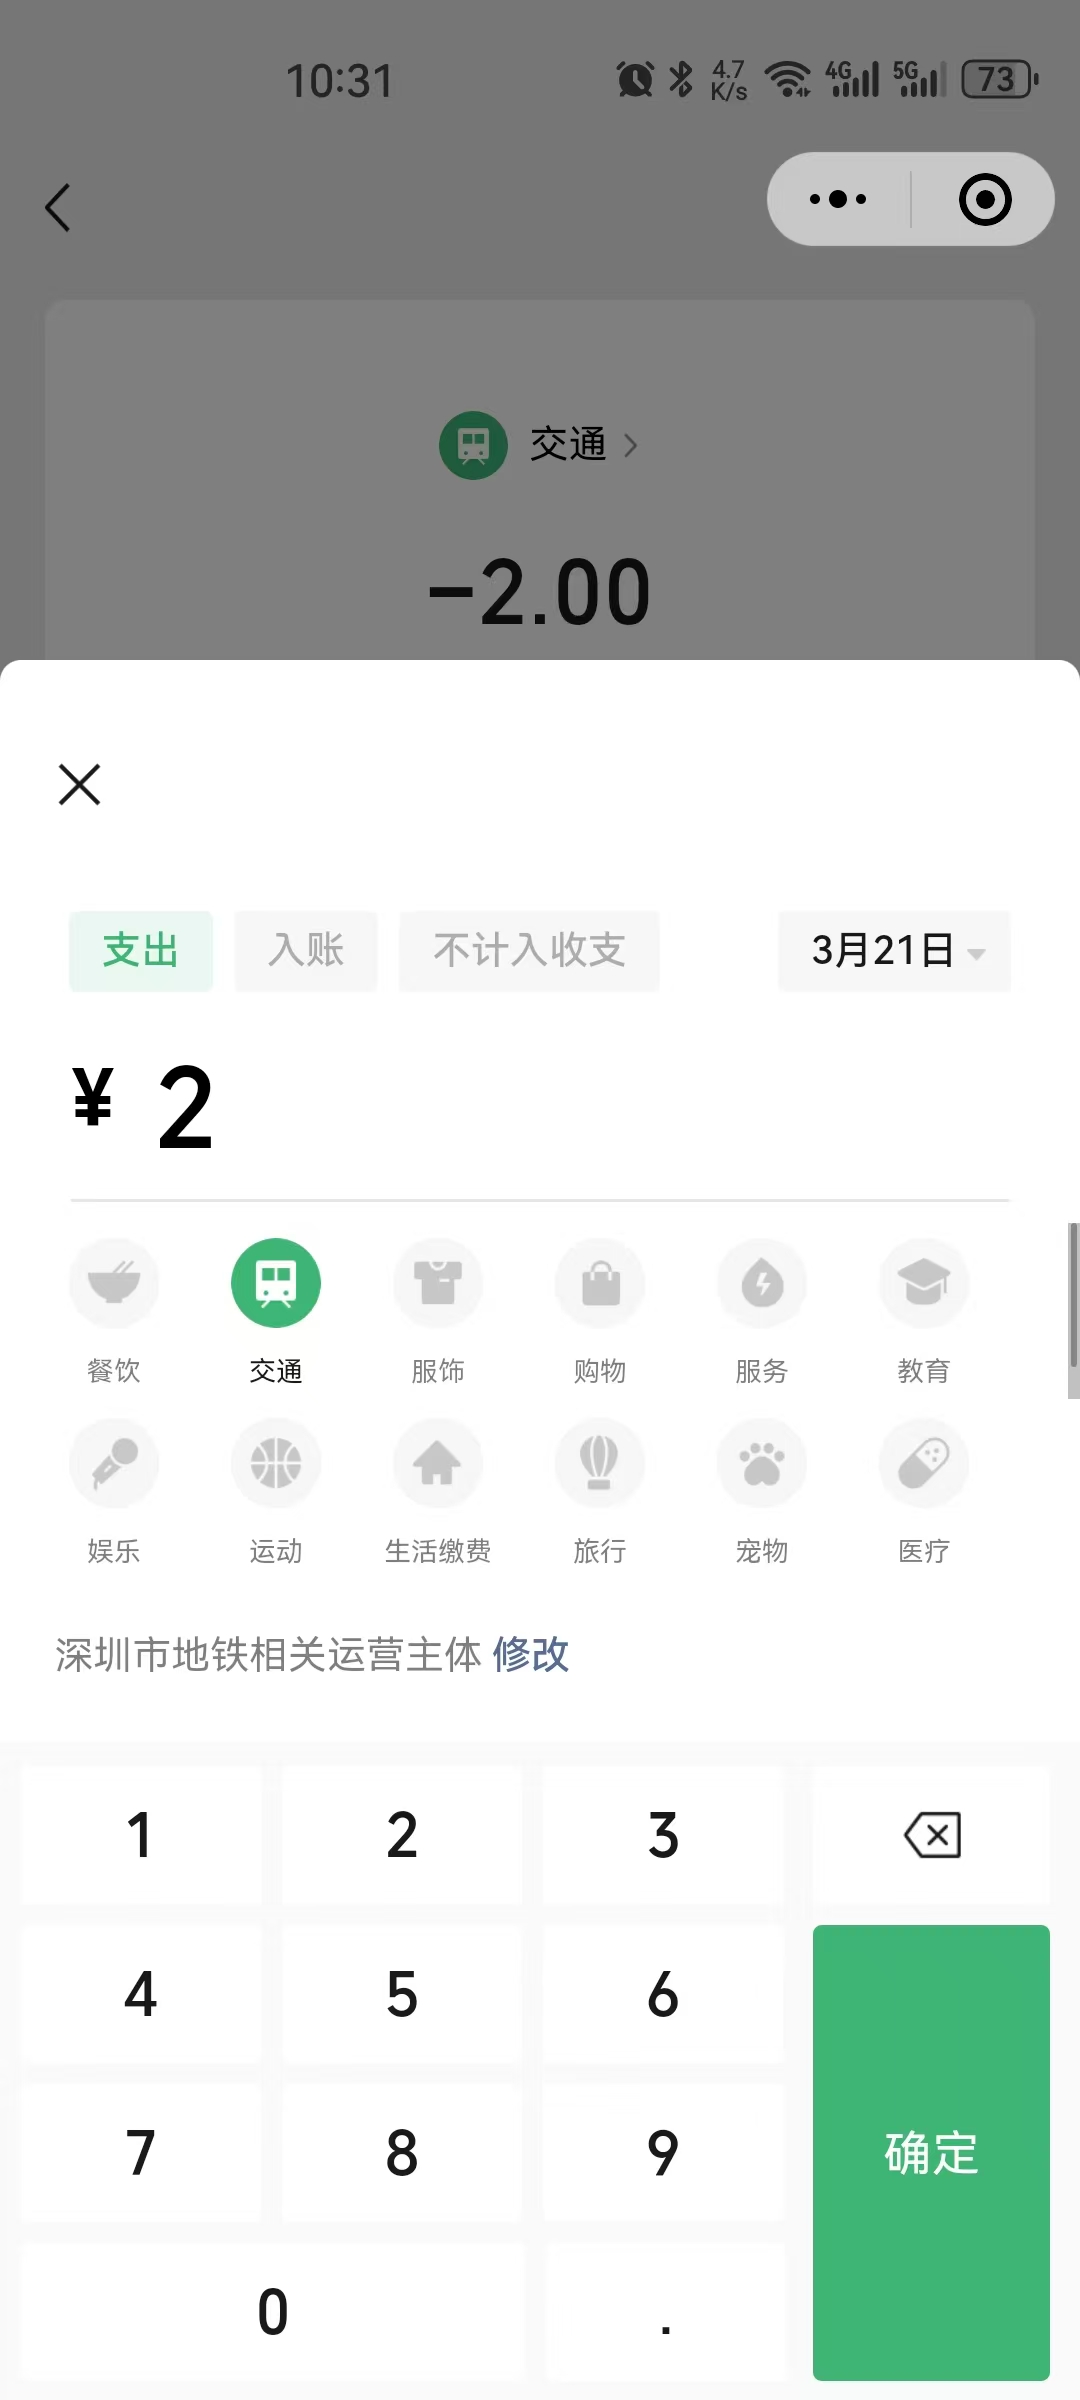 10:31 4.7 K/s 4G 5G 73
交通
-2.00
支出 入账 不计入收支 3月21日
¥ 2
餐饮 交通 服饰 购物 服务 教育
娱乐 运动 生活缴费 旅行 宠物 医疗
深圳市地铁相关运营主体 修改
1 2 3
4 5 6
7 8 9 确定
0 .